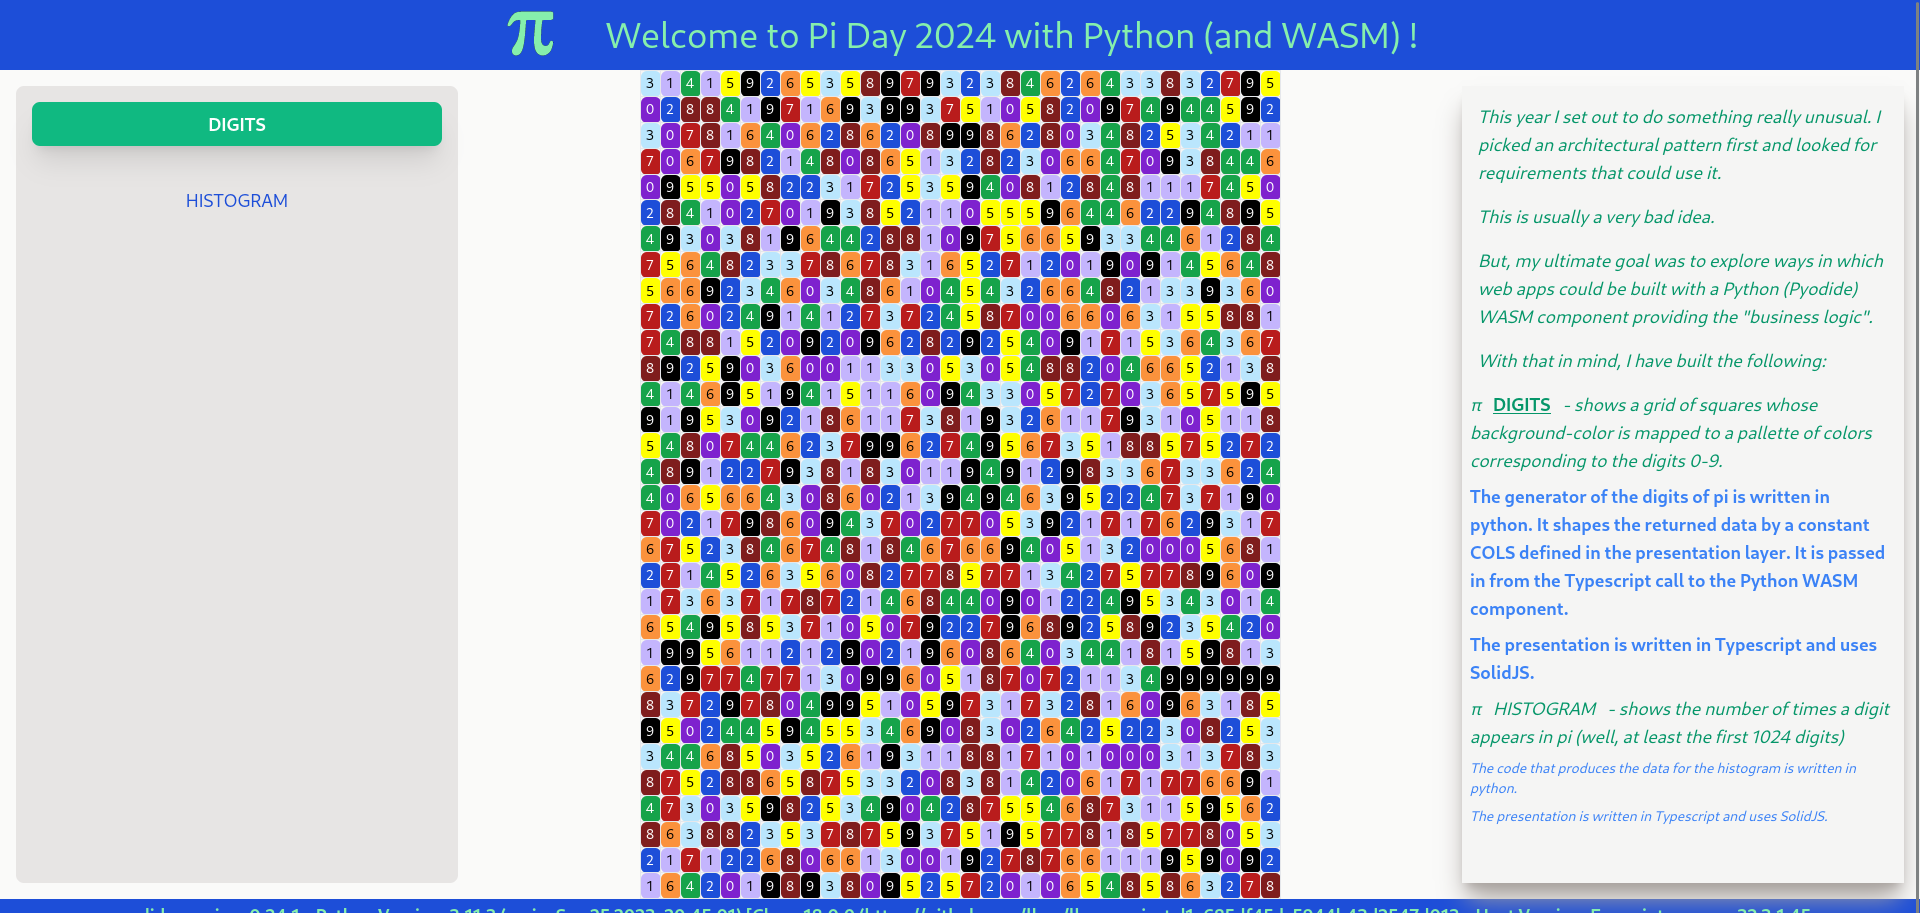 π Welcome to Pi Day 2024 with Python (and WASM) !
DIGITS
HISTOGRAM
3 1 4 1 5 9 2 6 5 3 5 8 9 7 9 3 2 3 8 4 6 2 6 4 3 3 8 3 2 7 9 5
0 2 8 8 4 1 9 7 1 6 9 3 9 9 3 7 5 1 0 5 8 2 0 9 7 4 9 4 4 5 9 2
3 0 7 8 1 6 4 0 6 2 8 6 2 0 8 9 9 8 6 2 8 0 3 4 8 2 5 3 4 2 1 1
7 0 6 7 9 8 2 1 4 8 0 8 6 5 1 3 2 8 2 3 0 6 6 4 7 0 9 3 8 4 4 6
0 9 5 5 0 5 8 2 2 3 1 7 2 5 3 5 9 4 0 8 1 2 8 4 8 1 1 1 7 4 5 0
2 8 4 1 0 2 7 0 1 9 3 8 5 2 1 1 0 5 5 5 9 6 4 4 6 2 2 9 4 8 9 5
4 9 3 0 3 8 1 9 6 4 4 2 8 8 1 0 9 7 5 6 6 5 9 3 3 4 4 6 1 2 8 4
7 5 6 4 8 2 3 3 7 8 6 7 8 3 1 6 5 2 7 1 2 0 1 9 0 9 1 4 5 6 4 8
5 6 6 9 2 3 4 6 0 3 4 8 6 1 0 4 5 4 3 2 6 6 4 8 2 1 3 3 9 3 6 0
7 2 6 0 2 4 9 1 4 1 2 7 3 7 2 4 5 8 7 0 0 6 6 0 6 3 1 5 5 8 8 1
7 4 8 8 1 5 2 0 9 2 0 9 6 2 8 2 9 2 5 4 0 9 1 7 1 5 3 6 4 3 6 7
8 9 2 5 9 0 3 6 0 0 1 1 3 3 0 5 3 0 5 4 8 8 2 0 4 6 6 5 2 1 3 8
4 1 4 6 9 5 1 9 4 1 5 1 1 6 0 9 4 3 3 0 5 7 2 7 0 3 6 5 7 5 9 5
9 1 9 5 3 0 9 2 1 8 6 1 1 7 3 8 1 9 3 2 6 1 1 7 9 3 1 0 5 1 1 8
5 4 8 0 7 4 4 6 2 3 7 9 9 6 2 7 4 9 5 6 7 3 5 1 8 8 5 7 5 2 7 2
4 8 9 1 2 2 7 9 3 8 1 8 3 0 1 1 9 4 9 1 2 9 8 3 3 6 7 3 3 6 2 4
4 0 6 5 6 6 4 3 0 8 6 0 2 1 3 9 4 9 4 6 3 9 5 2 2 4 7 3 7 1 9 0
7 0 2 1 7 9 8 6 0 9 4 3 7 0 2 7 7 0 5 3 9 2 1 7 1 7 6 2 9 3 1 7
6 7 5 2 3 8 4 6 7 4 8 1 8 4 6 7 6 6 9 4 0 5 1 3 2 0 0 0 5 6 8 1
2 7 1 4 5 2 6 3 5 6 0 8 2 7 7 8 5 7 7 1 3 4 2 7 5 7 7 8 9 6 0 9
1 7 3 6 3 7 1 7 8 7 2 1 4 6 8 4 4 0 9 0 1 2 2 4 9 5 3 4 3 0 1 4
6 5 4 9 5 8 5 3 7 1 0 5 0 7 9 2 2 7 9 6 8 9 2 5 8 9 2 3 5 4 2 0
1 9 9 5 6 1 1 2 1 2 9 0 2 1 9 6 0 8 6 4 0 3 4 4 1 8 1 5 9 8 1 3
6 2 9 7 7 4 7 7 1 3 0 9 9 6 0 5 1 8 7 0 7 2 1 1 3 4 9 9 9 9 9 9
8 3 7 2 9 7 8 0 4 9 9 5 1 0 5 9 7 3 1 7 3 2 8 1 6 0 9 6 3 1 8 5
9 5 0 2 4 4 5 9 4 5 5 3 4 6 9 0 8 3 0 2 6 4 2 5 2 2 3 0 8 2 5 3
3 4 4 6 8 5 0 3 5 2 6 1 9 3 1 1 8 8 1 7 1 0 1 0 0 0 3 1 3 7 8 3
8 7 5 2 8 8 6 5 8 7 5 3 3 2 0 8 3 8 1 4 2 0 6 1 7 1 7 7 6 6 9 1
4 7 3 0 3 5 9 8 2 5 3 4 9 0 4 2 8 7 5 5 4 6 8 7 3 1 1 5 9 5 6 2
8 6 3 8 8 2 3 5 3 7 8 7 5 9 3 7 5 1 9 5 7 7 8 1 8 5 7 7 8 0 5 3
2 1 7 1 2 2 6 8 0 6 6 1 3 0 0 1 9 2 7 8 7 6 6 1 1 1 9 5 9 0 9 2
1 6 4 2 0 1 9 8 9 3 8 0 9 5 2 5 7 2 0 1 0 6 5 4 8 5 8 6 3 2 7 8
This year I set out to do something really unusual. I
picked an architectural pattern first and looked for
requirements that could use it.
This is usually a very bad idea.
But, my ultimate goal was to explore ways in which
web apps could be built with a Python (Pyodide)
WASM component providing the "business logic".
With that in mind, I have built the following:
π DIGITS - shows a grid of squares whose
background-color is mapped to a pallette of colors
corresponding to the digits 0-9.
The generator of the digits of pi is written in
python. It shapes the returned data by a constant
COLS defined in the presentation layer. It is passed
in from the Typescript call to the Python WASM
component.
The presentation is written in Typescript and uses
SolidJS.
π HISTOGRAM - shows the number of times a digit
appears in pi (well, at least the first 1024 digits)
The code that produces the data for the histogram is written in
python.
The presentation is written in Typescript and uses SolidJS.